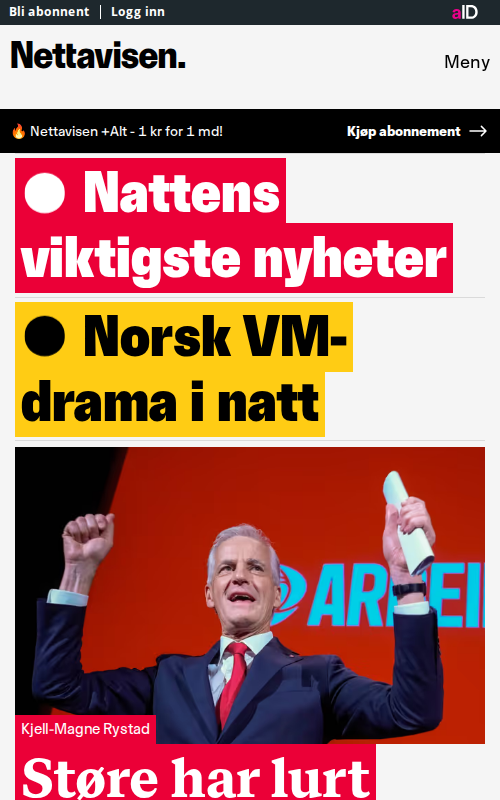 Bli abonnent | Logg inn
aID
Nettavisen.
Meny
🔥 Nettavisen +Alt - 1 kr for 1 md!
Kjøp abonnement →
● Nattens
viktigste nyheter
● Norsk VM-
drama i natt
ARBEI
Kjell-Magne Rystad
Støre har lurt